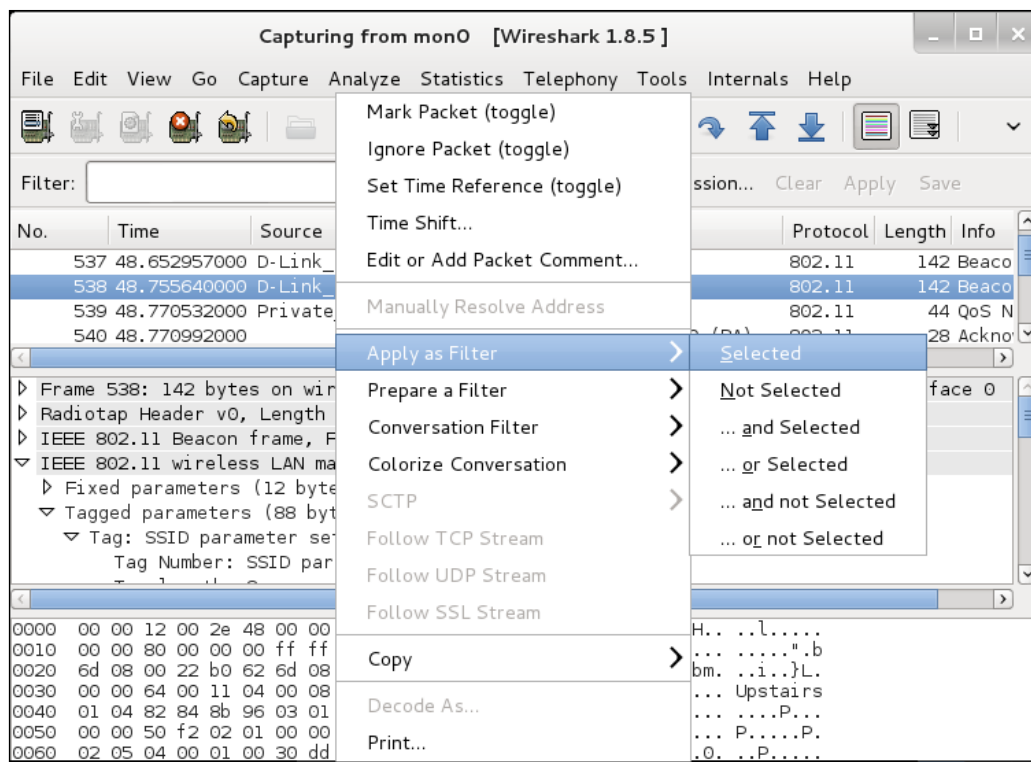 Capturing from mon0 [Wireshark 1.8.5 ]
File Edit View Go Capture Analyze Statistics Telephony Tools Internals Help
Filter: ssion... Clear Apply Save
No. Time Source Protocol Length Info
537 48.652957000 D-Link_ 802.11 142 Beaco
538 48.755640000 D-Link_ 802.11 142 Beaco
539 48.770532000 Private_ 802.11 44 QoS N
540 48.770992000 (RA) 802.11 28 Ackno
Mark Packet (toggle)
Ignore Packet (toggle)
Set Time Reference (toggle)
Time Shift...
Edit or Add Packet Comment...
Manually Resolve Address
Apply as Filter
Prepare a Filter
Conversation Filter
Colorize Conversation
SCTP
Follow TCP Stream
Follow UDP Stream
Follow SSL Stream
Copy
Decode As...
Print...
Selected
Not Selected
... and Selected
... or Selected
... and not Selected
... or not Selected
Frame 538: 142 bytes on wir face 0
Radiotap Header v0, Length
IEEE 802.11 Beacon frame, F
IEEE 802.11 wireless LAN ma
Fixed parameters (12 byte
Tagged parameters (88 byt
Tag: SSID parameter se
Tag Number: SSID par
0000 00 00 12 00 2e 48 00 00 H.. ..l.....
0010 00 00 80 00 00 00 ff ff ... .....".b
0020 6d 08 00 22 b0 62 6d 08 bm. ..i..}L.
0030 00 00 64 00 11 04 00 08 ... Upstairs
0040 01 04 82 84 8b 96 03 01 ... ....P...
0050 00 00 50 f2 02 01 00 00 ... P.....P.
0060 02 05 04 00 01 00 30 dd .0. ..P.....